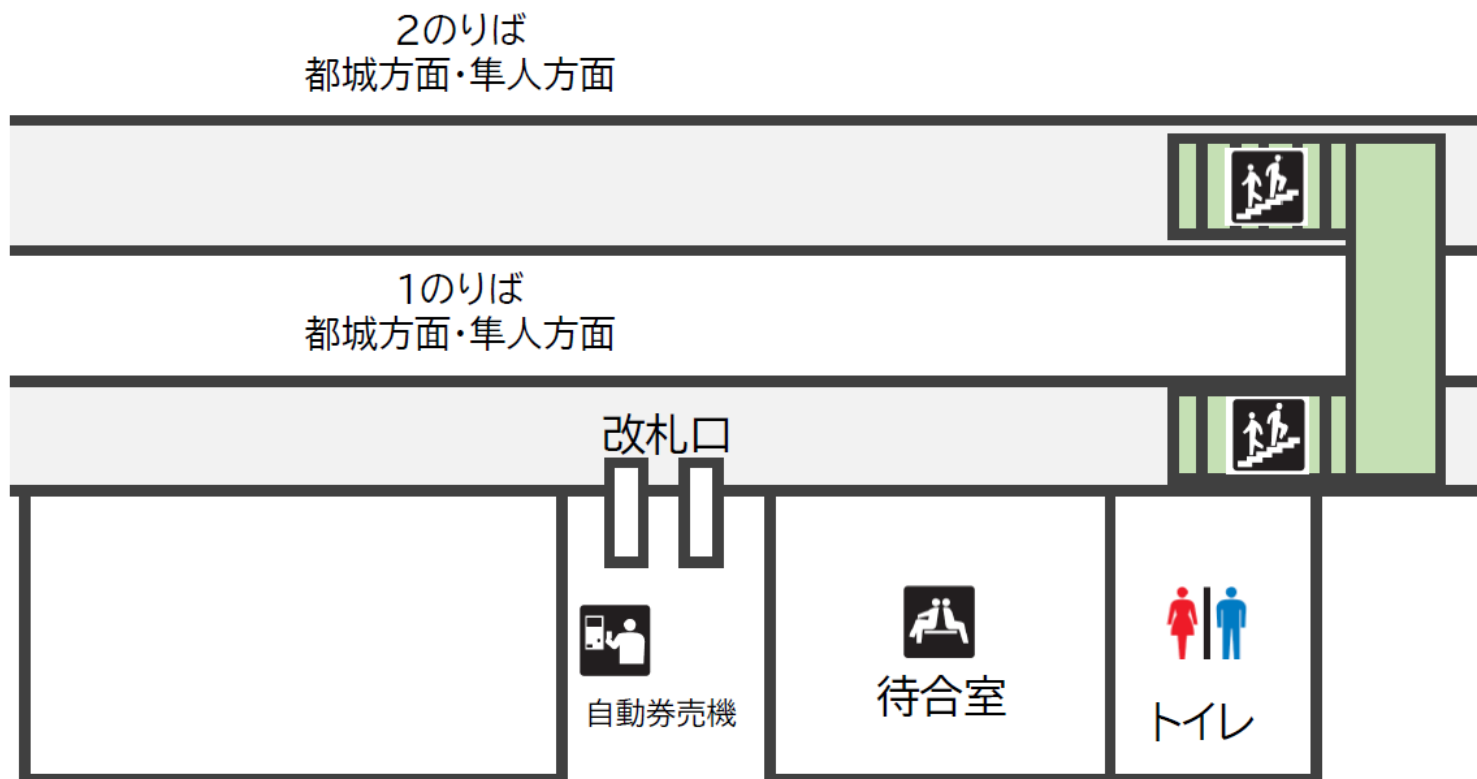 2のりば
都城方面・隼人方面
1のりば
都城方面・隼人方面
改札口
自動券売機
待合室
トイレ